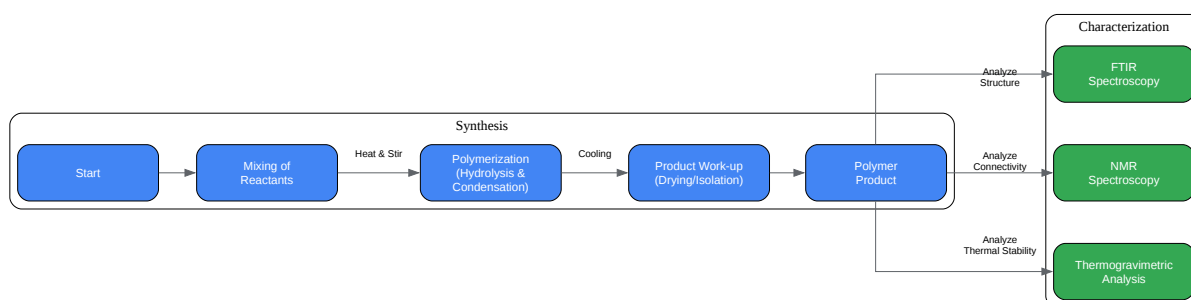 Characterization
Analyze
Structure
FTIR
Spectroscopy
Synthesis
Start
Mixing of
Reactants
Heat & Stir
Polymerization
(Hydrolysis &
Condensation)
Cooling
Product Work-up
(Drying/Isolation)
Polymer
Product
Analyze
Connectivity
NMR
Spectroscopy
Analyze
Thermal Stability
Thermogravimetric
Analysis